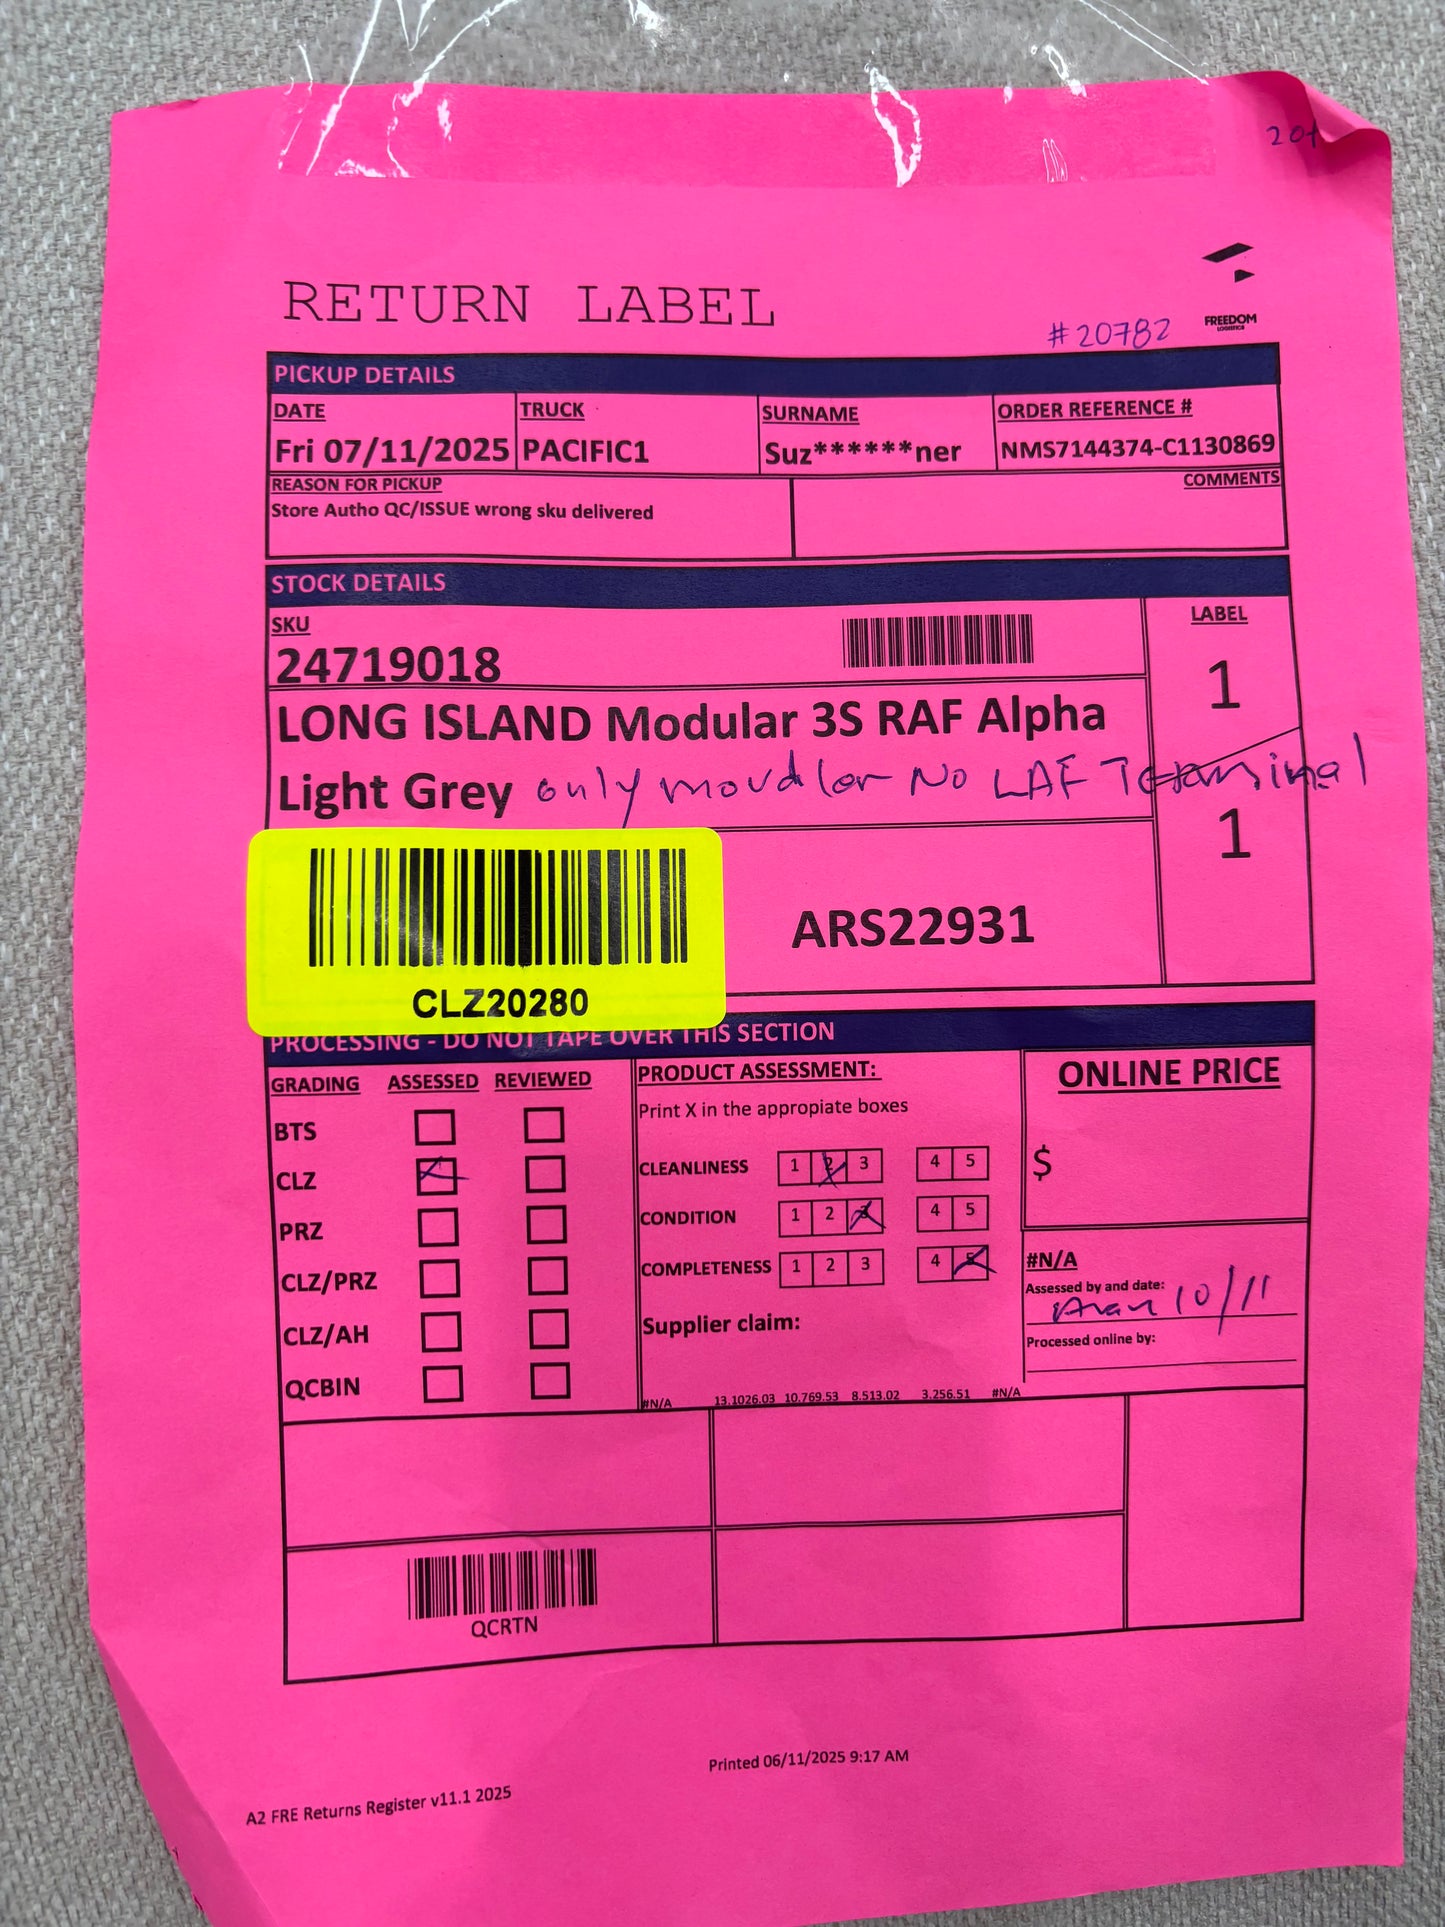 RETURN LABEL
#20782
FREEDOM
LOGISTICS
PICKUP DETAILS
DATE TRUCK SURNAME ORDER REFERENCE #
Fri 07/11/2025 PACIFIC1 Suz******ner NMS7144374-C1130869
REASON FOR PICKUP COMMENTS
Store Autho QC/ISSUE wrong sku delivered
STOCK DETAILS
SKU LABEL
24719018 1
LONG ISLAND Modular 3S RAF Alpha
Light Grey only moudlar No LAF Terminal
1
ARS22931
CLZ20280
PROCESSING - DO NOT TAPE OVER THIS SECTION
GRADING ASSESSED REVIEWED PRODUCT ASSESSMENT: ONLINE PRICE
Print X in the appropiate boxes
BTS
CLEANLINESS 1 2 3 4 5 $
CLZ
CONDITION 1 2 3 4 5
PRZ
COMPLETENESS 1 2 3 4 5 #N/A
CLZ/PRZ Assessed by and date:
10/11
Supplier claim:
CLZ/AH Processed online by:
QCBIN
#N/A 13.1026.03 10.769.53 8.513.02 3.256.51 #N/A
QCRTN
Printed 06/11/2025 9:17 AM
A2 FRE Returns Register v11.1 2025